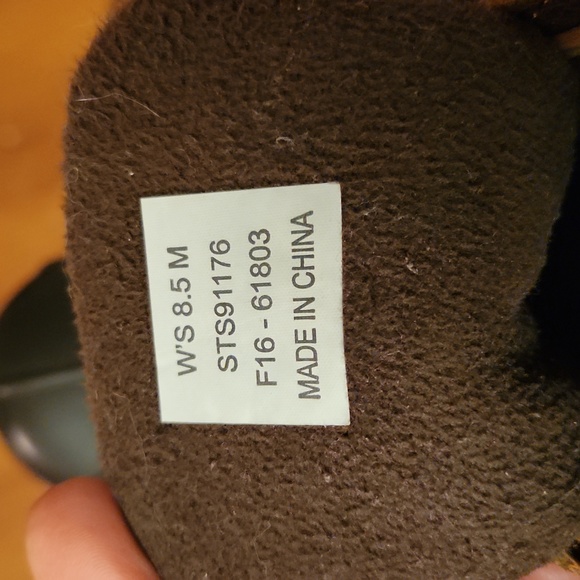 W'S 8.5 M
STS91176
F16 - 61803
MADE IN CHINA